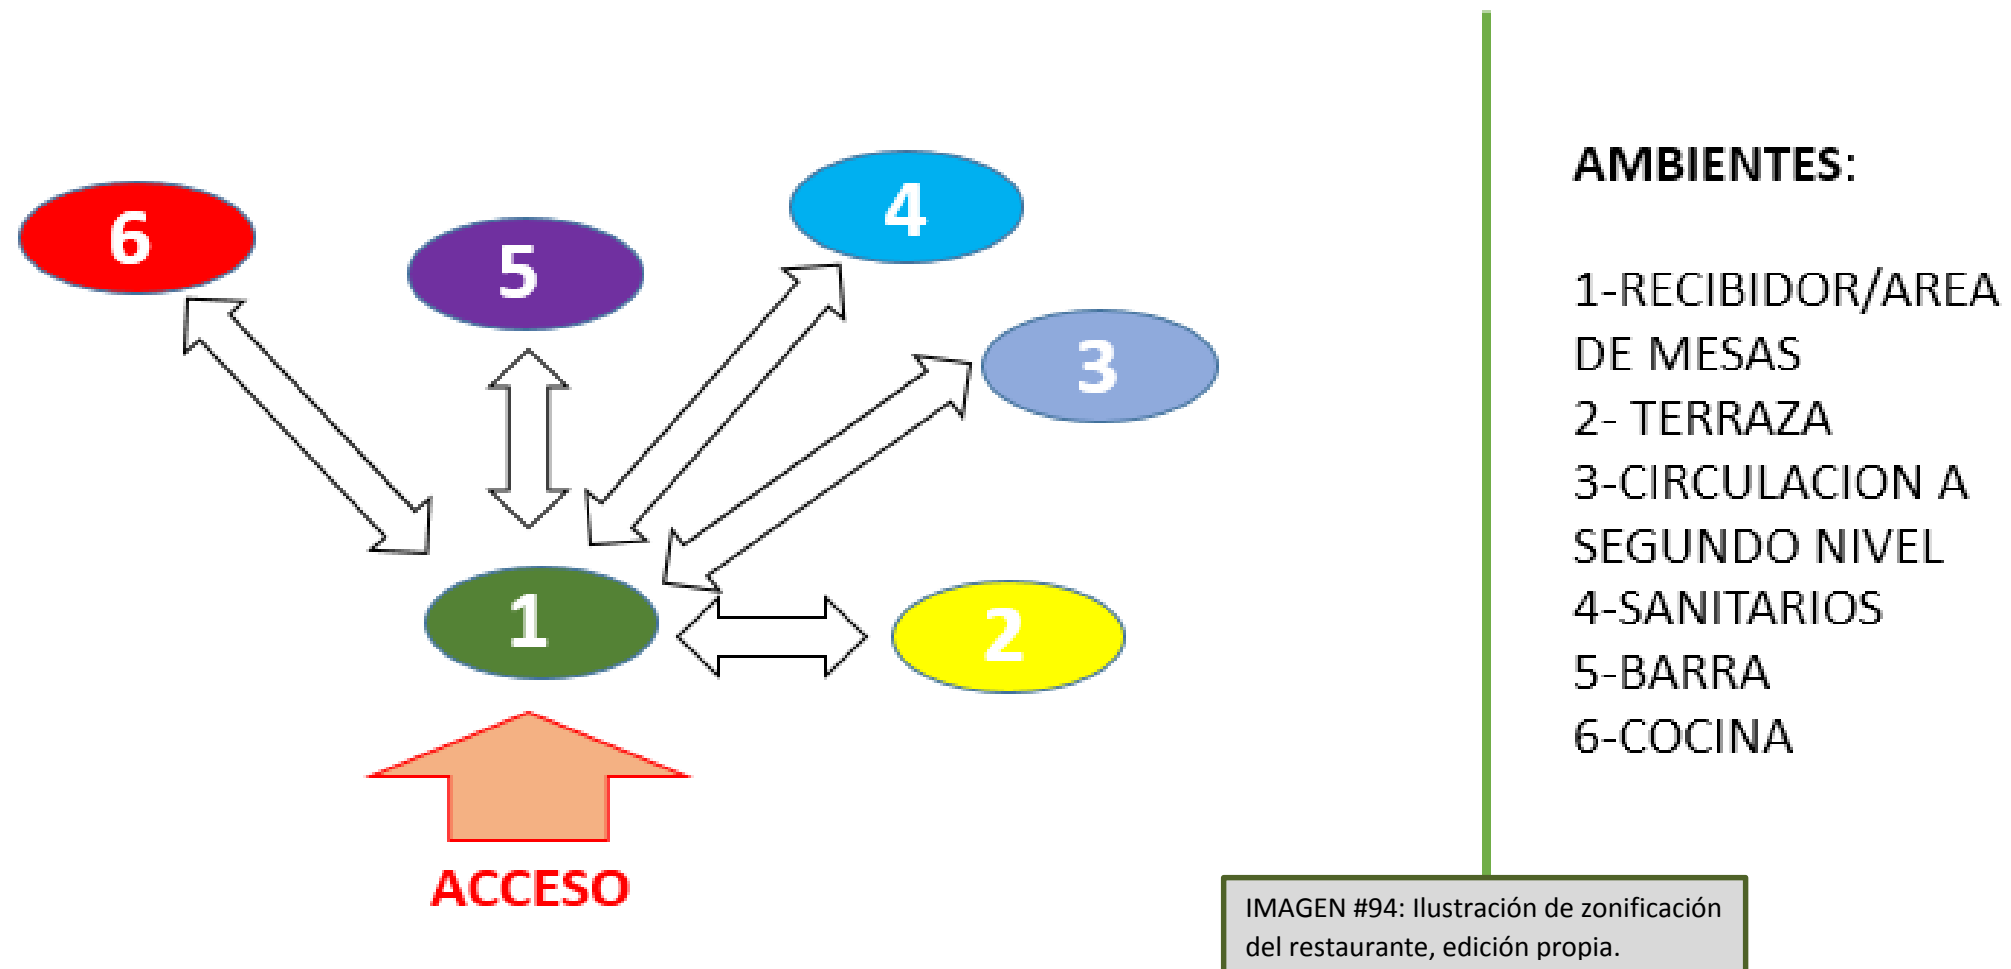 6
5
4
3
1
2
ACCESO
AMBIENTES:
1-RECIBIDOR/AREA
DE MESAS
2- TERRAZA
3-CIRCULACION A
SEGUNDO NIVEL
4-SANITARIOS
5-BARRA
6-COCINA
IMAGEN #94: Ilustración de zonificación
del restaurante, edición propia.